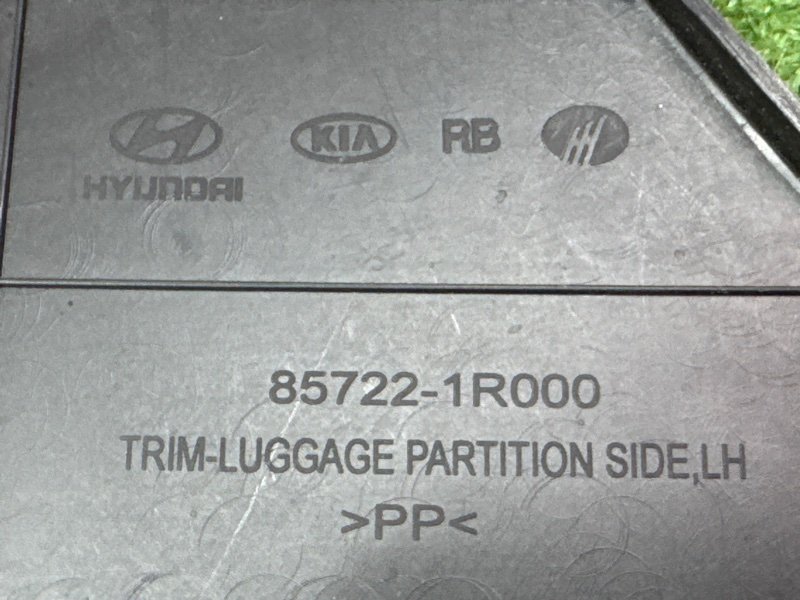 KIA RB
HYUNDAI
85722-1R000
TRIM-LUGGAGE PARTITION SIDE,LH
>PP<